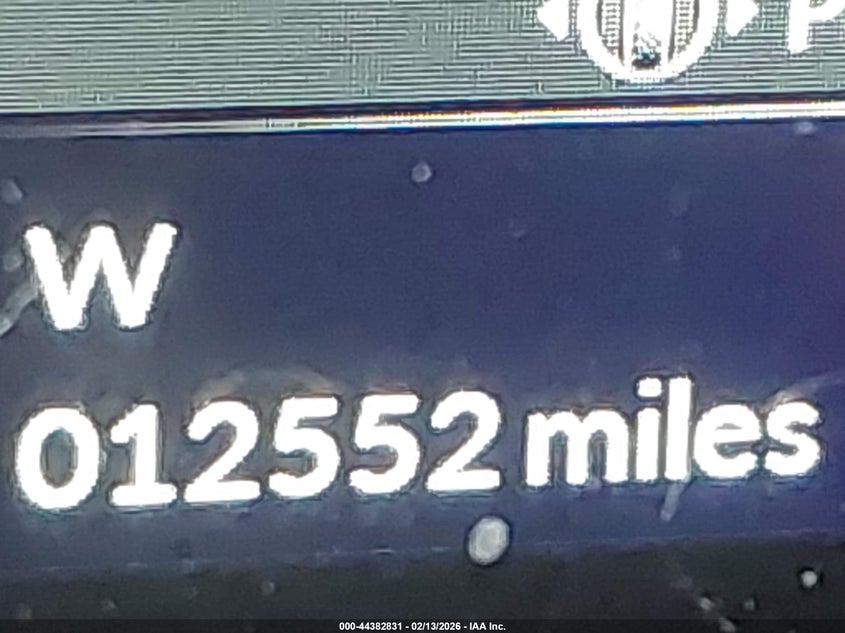 P
W
012552 miles
000-44382831 - 02/13/2026 - IAA Inc.